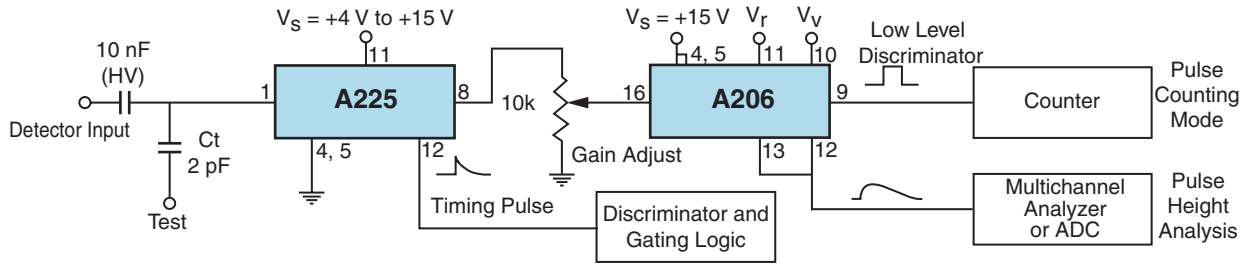 V_S = +4 V to +15 V
V_S = +15 V
V_r
V_v
10 nF
(HV)
Detector Input
Ct
2 pF
Test
1
A225
11
8
4, 5
12
10k
Gain Adjust
Timing Pulse
Discriminator and
Gating Logic
16
A206
4, 5
11
10
9
13
12
Low Level
Discriminator
Counter
Pulse
Counting
Mode
Multichannel
Analyzer
or ADC
Pulse
Height
Analysis